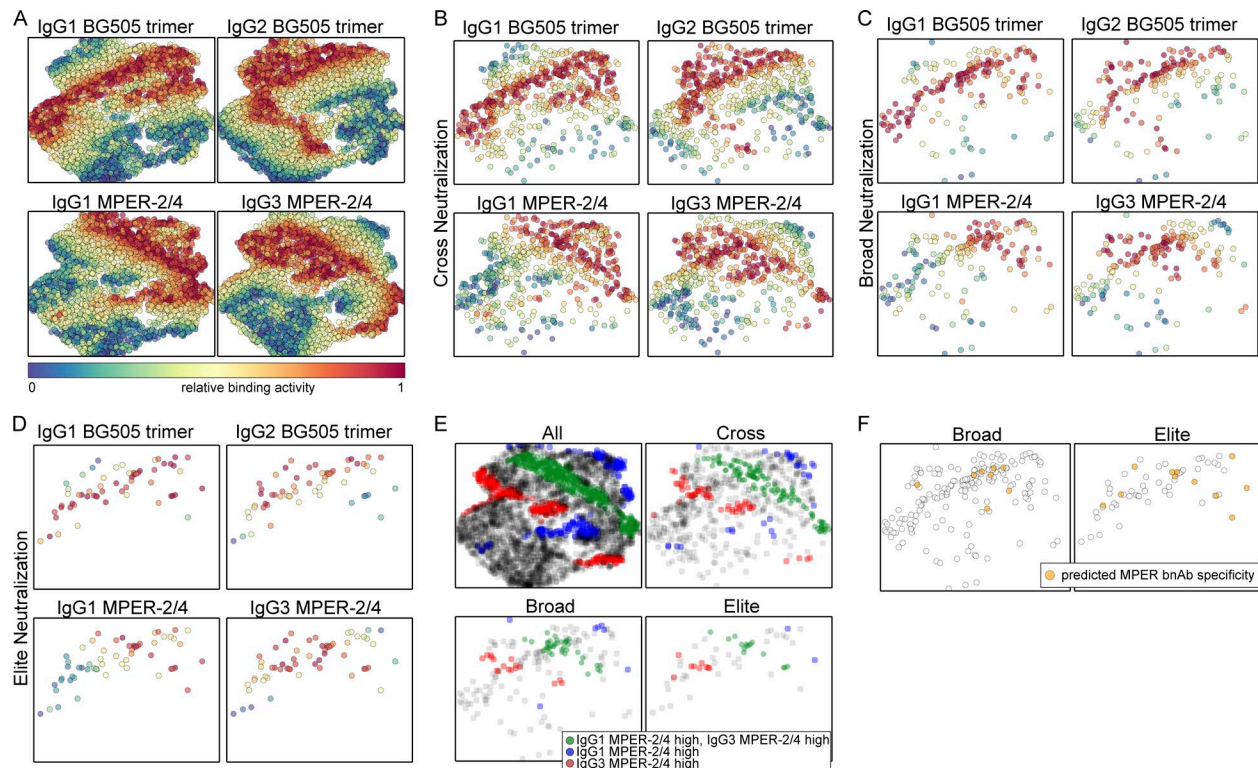 A
IgG1 BG505 trimer
IgG2 BG505 trimer
IgG1 MPER-2/4
IgG3 MPER-2/4
0
relative binding activity
1
B
Cross Neutralization
IgG1 BG505 trimer
IgG2 BG505 trimer
IgG1 MPER-2/4
IgG3 MPER-2/4
C
Broad Neutralization
IgG1 BG505 trimer
IgG2 BG505 trimer
IgG1 MPER-2/4
IgG3 MPER-2/4
D
Elite Neutralization
IgG1 BG505 trimer
IgG2 BG505 trimer
IgG1 MPER-2/4
IgG3 MPER-2/4
E
All
Cross
Broad
Elite
IgG1 MPER-2/4 high, IgG3 MPER-2/4 high
IgG1 MPER-2/4 high
IgG3 MPER-2/4 high
F
Broad
Elite
predicted MPER bnAb specificity